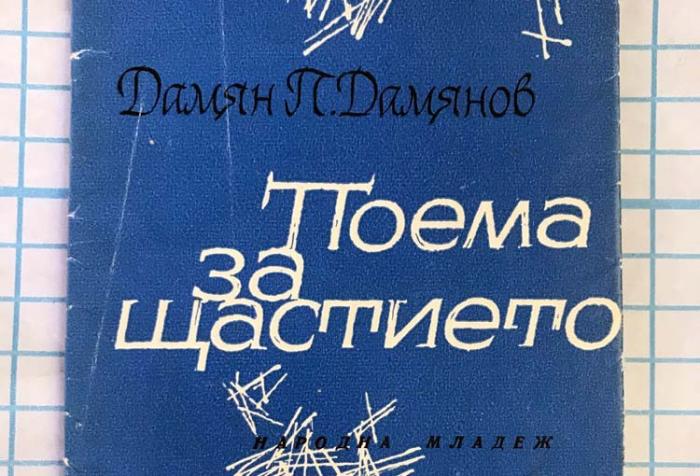 Дамян П. Дамянов
Поема
за
щастието
НАРОДНА МЛАДЕЖ